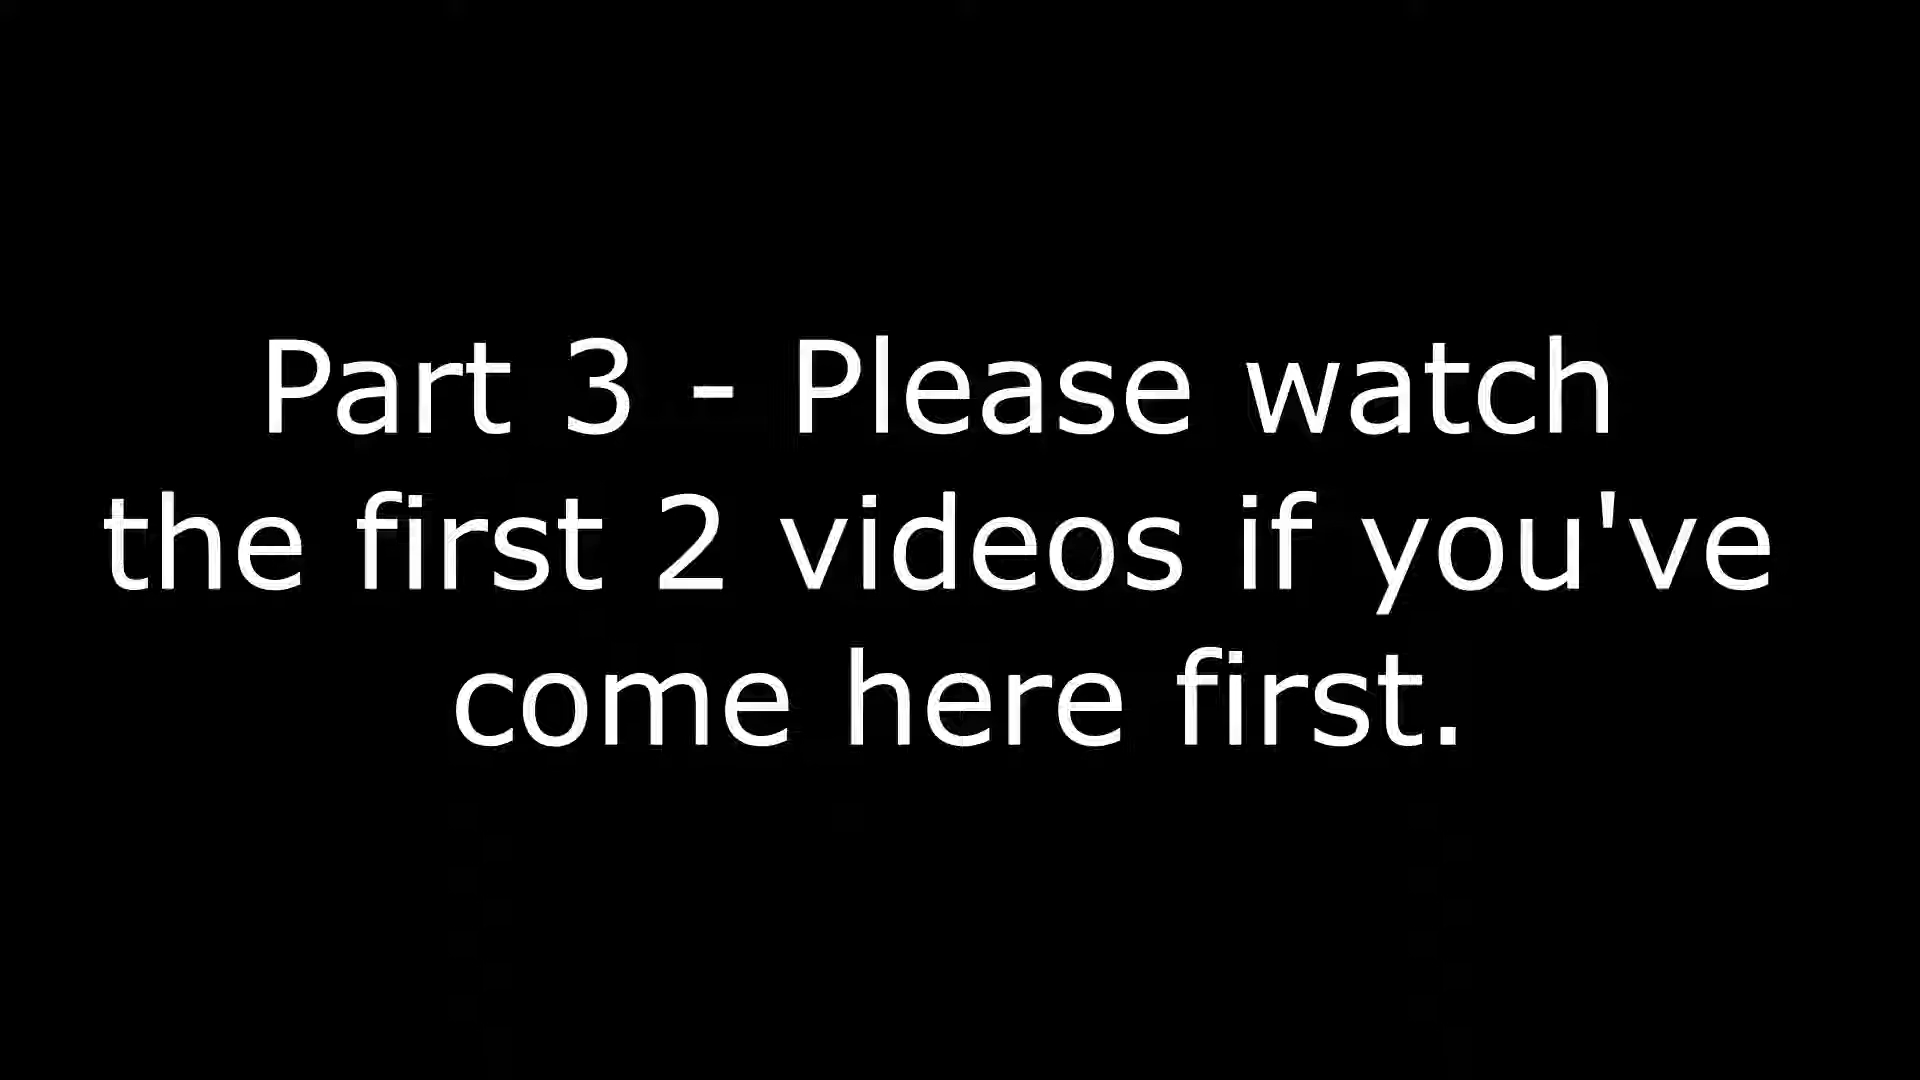 Part 3 - Please watch
the first 2 videos if you've
come here first.